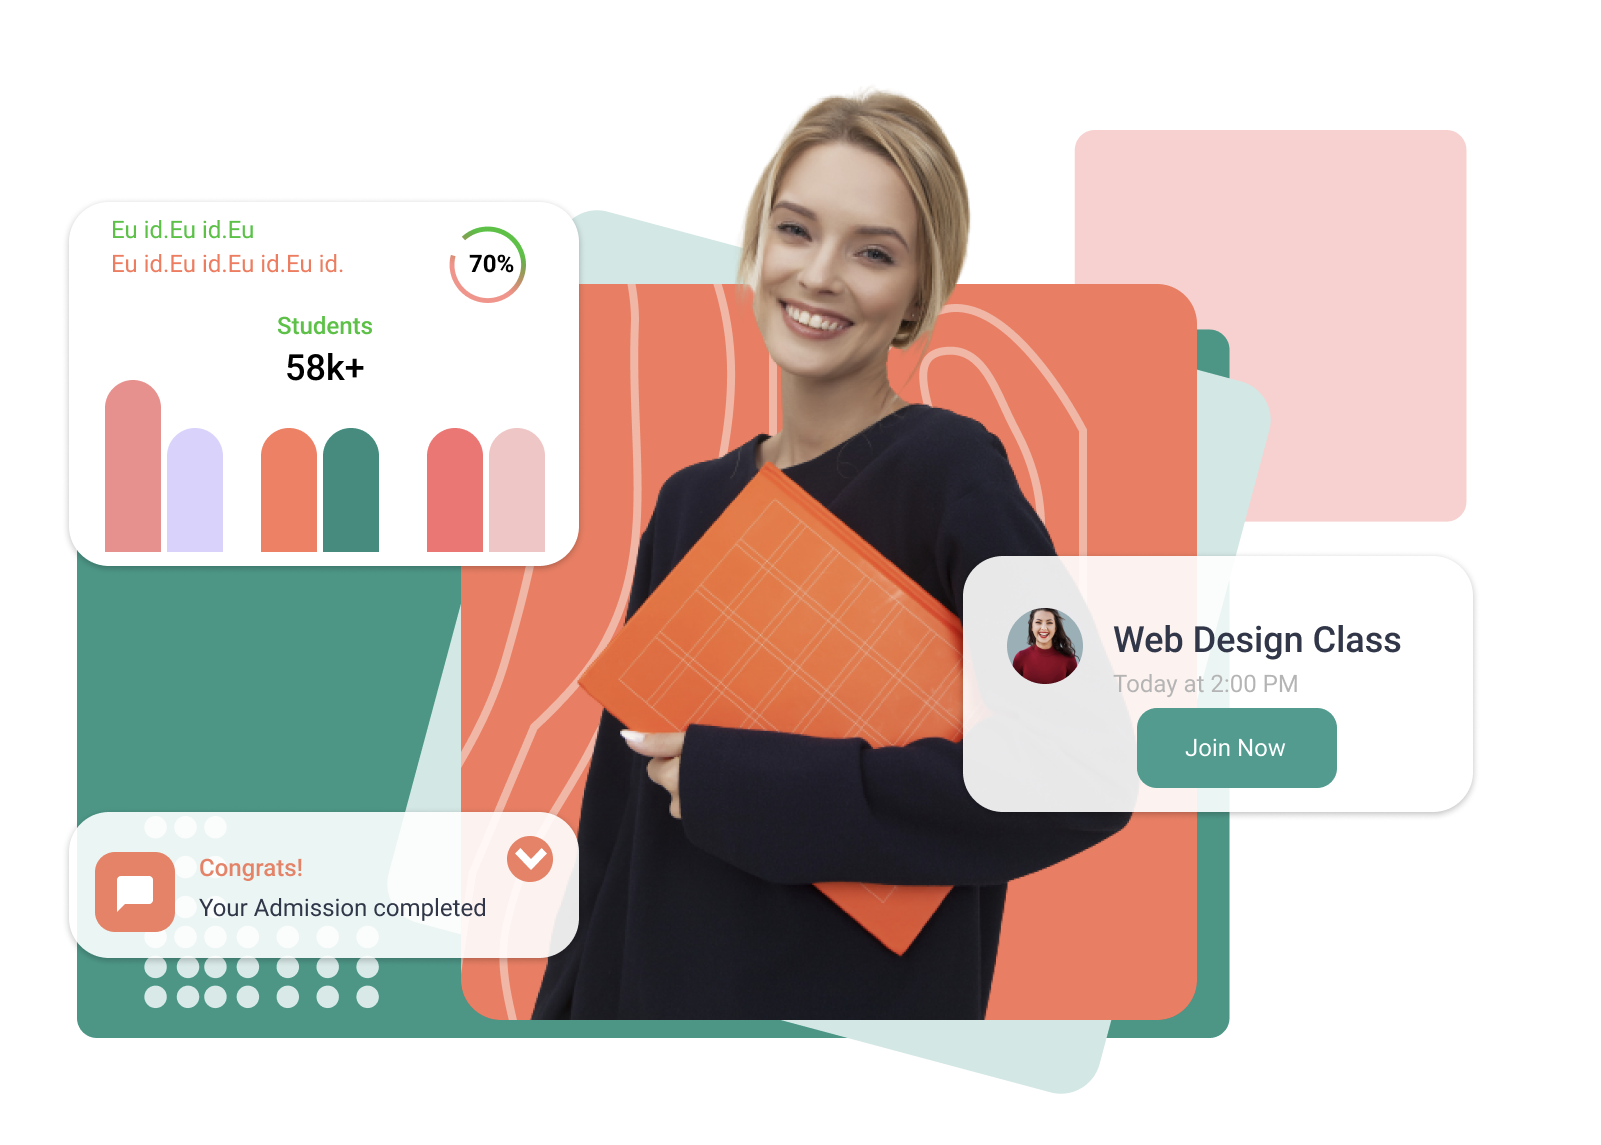 Eu id.Eu id.Eu
Eu id.Eu id.Eu id.Eu id.
70%
Students
58k+
Web Design Class
Today at 2:00 PM
Join Now
Congrats!
Your Admission completed